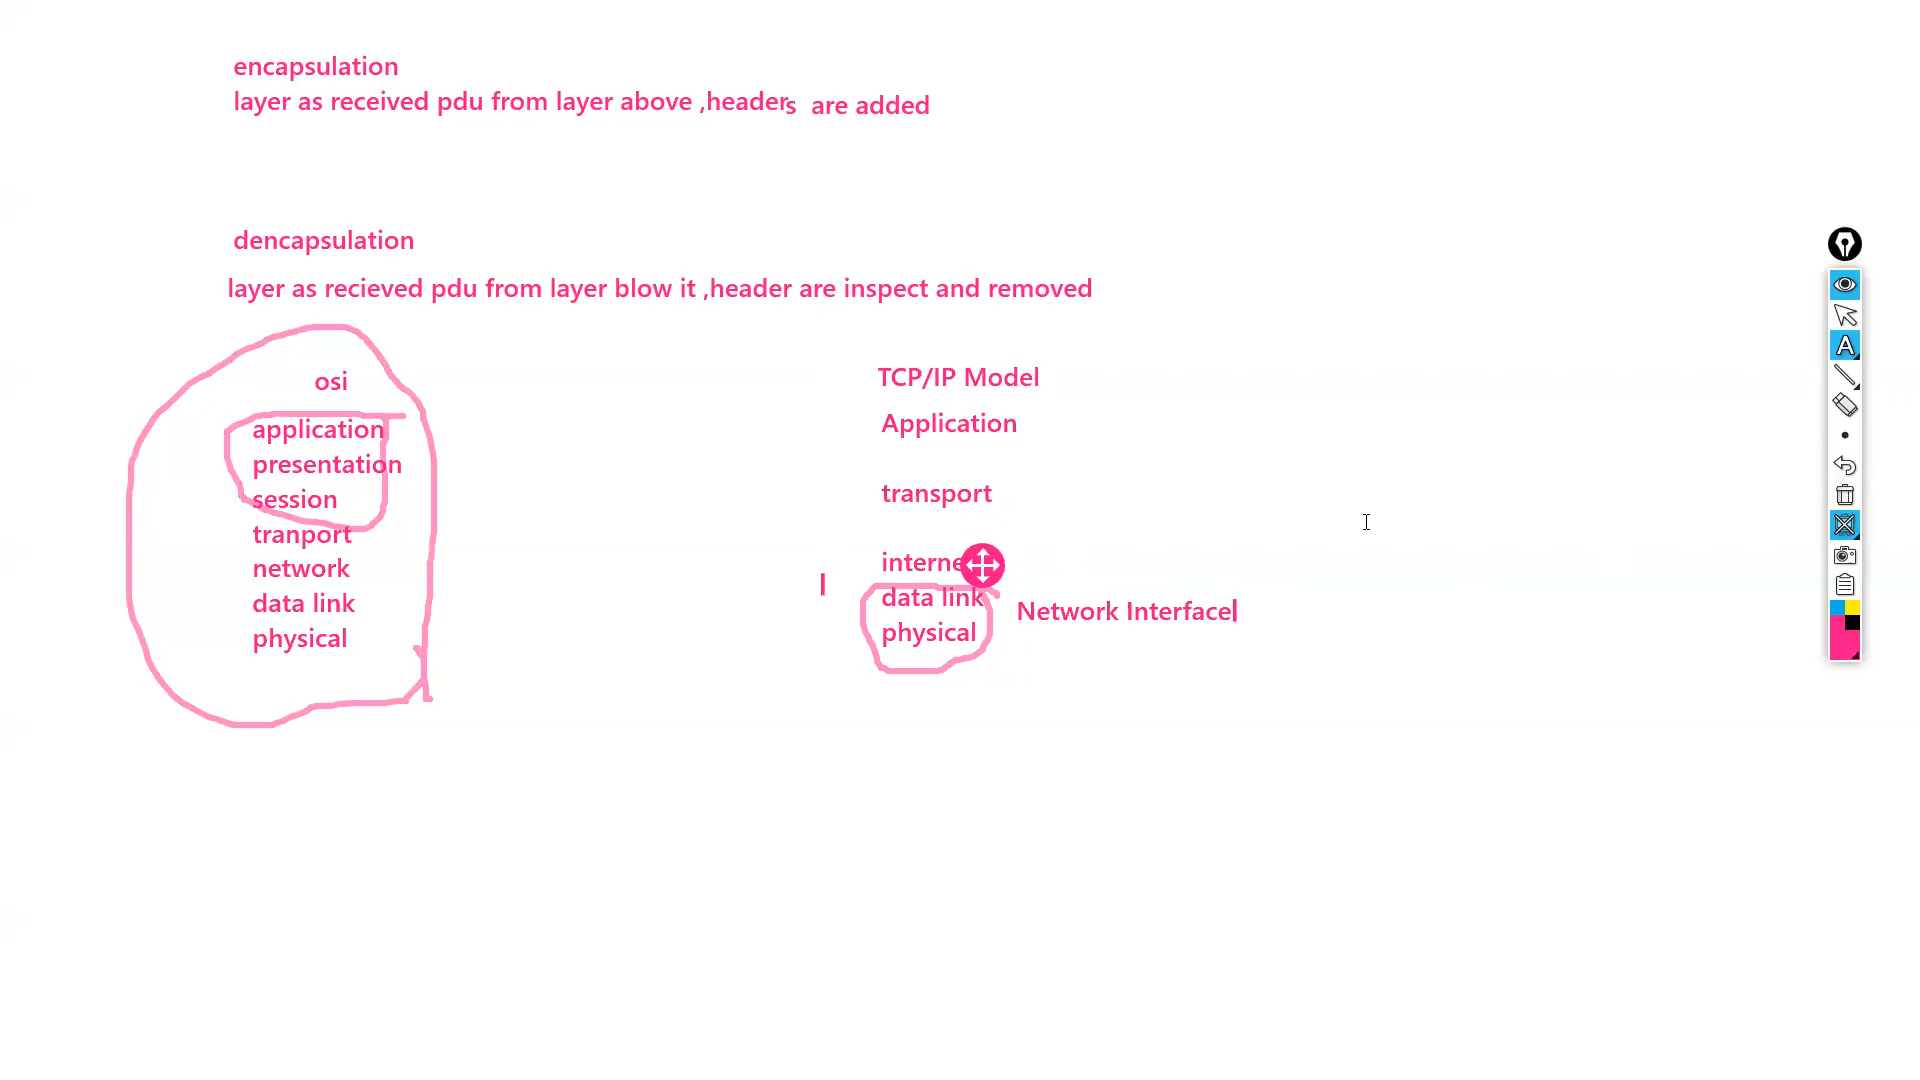 encapsulation
layer as received pdu from layer above ,headers are added
dencapsulation
layer as recieved pdu from layer blow it ,header are inspect and removed
osi
application
presentation
session
tranport
network
data link
physical
TCP/IP Model
Application
transport
interne
data link
physical
Network Interface